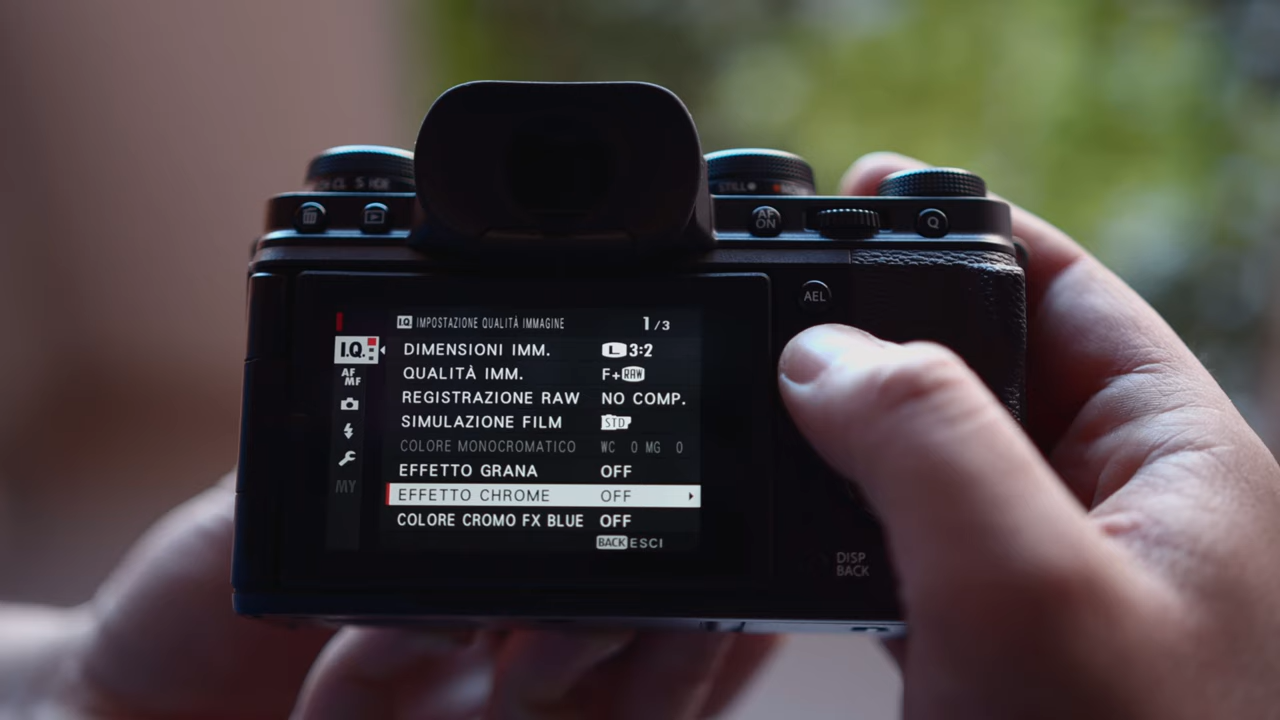 CL S
STILL
AF ON
Q
AEL
I.Q. IMPOSTAZIONE QUALITÀ IMMAGINE 1/3
I.Q.
DIMENSIONI IMM. L 3:2
AF MF
QUALITÀ IMM. F+RAW
REGISTRAZIONE RAW NO COMP.
SIMULAZIONE FILM STD
COLORE MONOCROMATICO WC 0 MG 0
EFFETTO GRANA OFF
MY
EFFETTO CHROME OFF
COLORE CROMO FX BLUE OFF
BACK ESCI
DISP
BACK